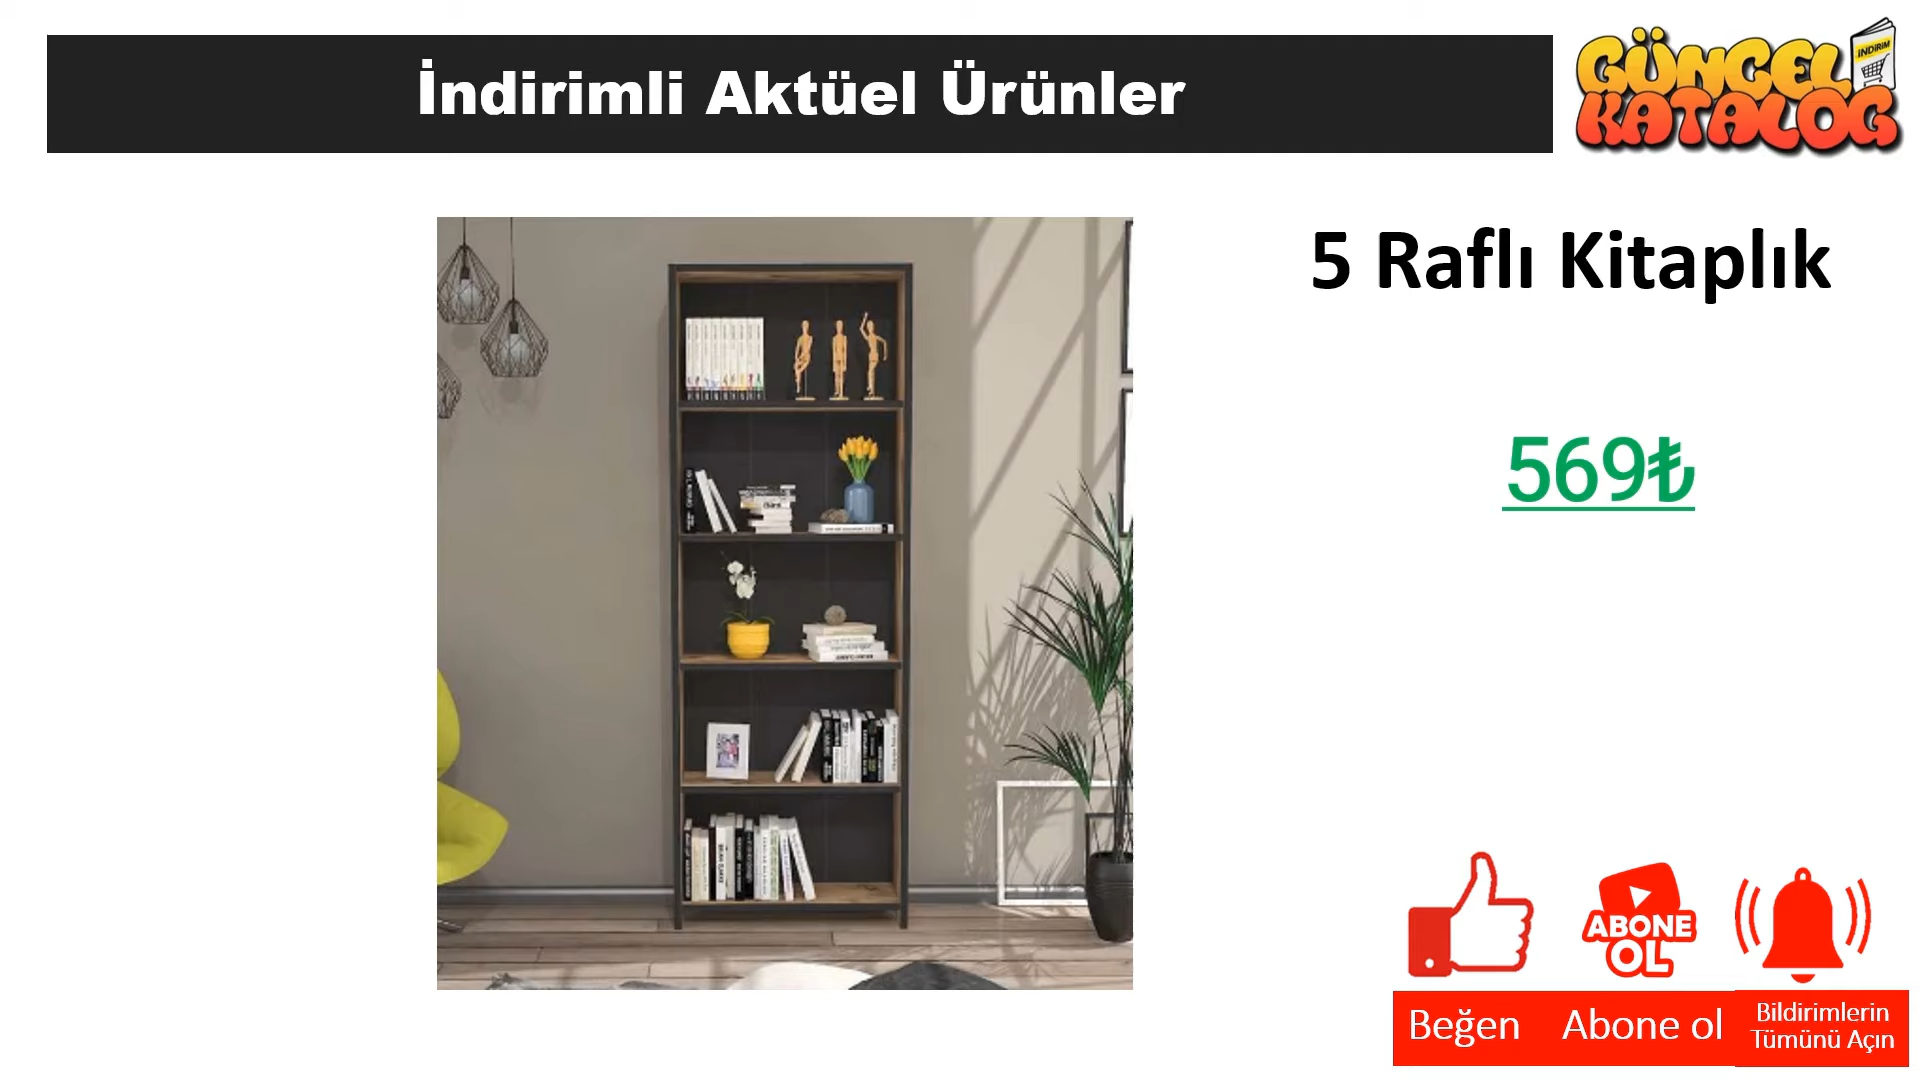 İndirimli Aktüel Ürünler
İNDİRİM
GÜNCEL
KATALOG
5 Raflı Kitaplık
569₺
ABONE
OL
Beğen
Abone ol
Bildirimlerin
Tümünü Açın